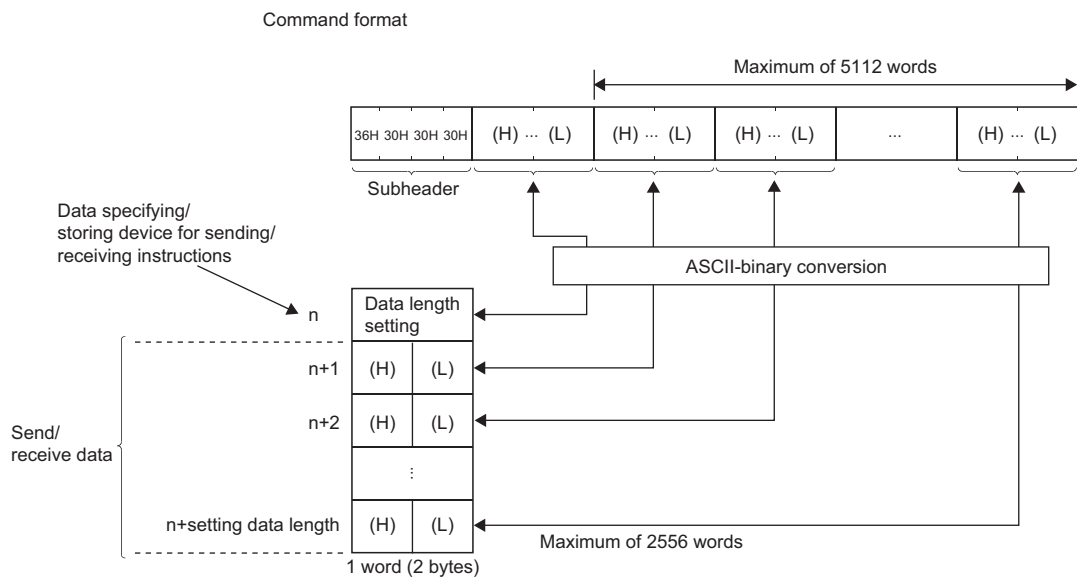 Command format
Maximum of 5112 words
36H 30H 30H 30H (H) ... (L) (H) ... (L) (H) ... (L) ... (H) ... (L)
Subheader
Data specifying/
storing device for sending/
receiving instructions
ASCII-binary conversion
n
Data length
setting
n+1 (H) (L)
n+2 (H) (L)
Send/
receive data
...
n+setting data length (H) (L)
Maximum of 2556 words
1 word (2 bytes)